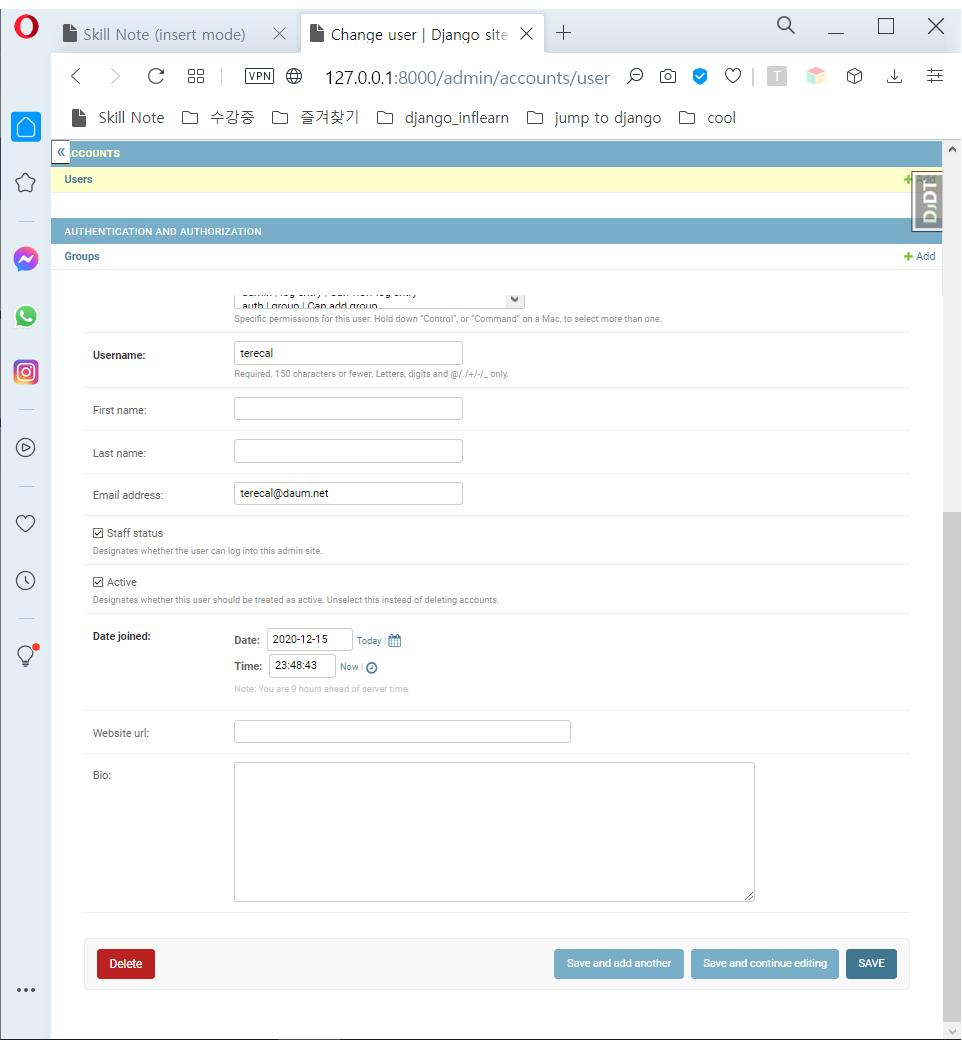 Skill Note (insert mode)
Change user | Django site
VPN
127.0.0.1:8000/admin/accounts/user
T
Skill Note
수강중
즐겨찾기
django_inflearn
jump to django
cool
«
CCOUNTS
Users
+ Add
DJDT
AUTHENTICATION AND AUTHORIZATION
Groups
+ Add
auth | group | Can add group
Specific permissions for this user. Hold down “Control”, or “Command” on a Mac, to select more than one.
Username:
terecal
Required. 150 characters or fewer. Letters, digits and @/./+/-/_ only.
First name:
Last name:
Email address:
terecal@daum.net
Staff status
Designates whether the user can log into this admin site.
Active
Designates whether this user should be treated as active. Unselect this instead of deleting accounts.
Date joined:
Date: 2020-12-15 Today |
Time: 23:48:43 Now |
Note: You are 9 hours ahead of server time.
Website url:
Bio:
Delete
Save and add another
Save and continue editing
SAVE